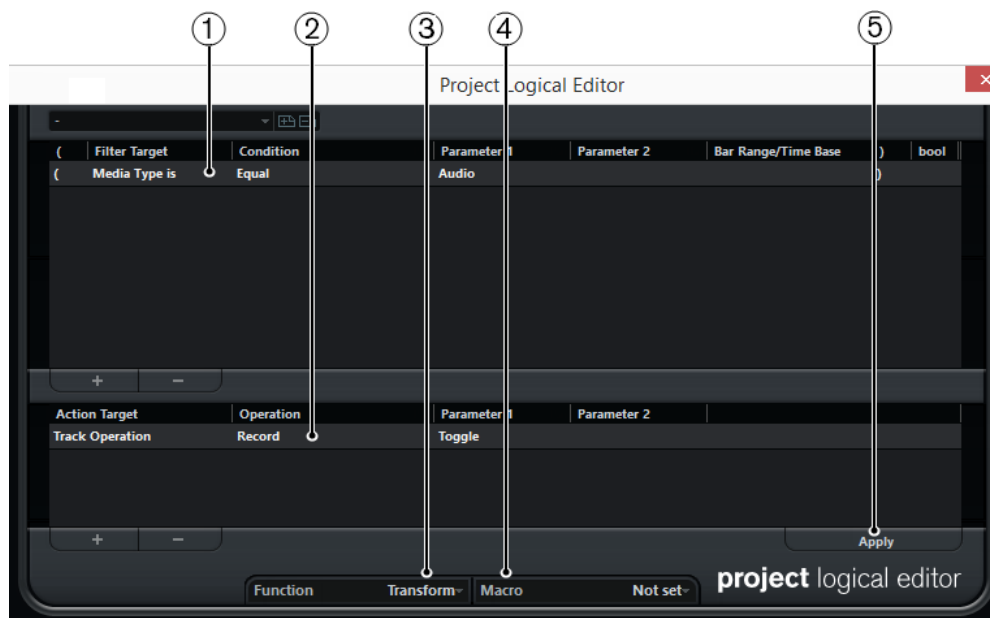 1 2 3 4 5
Project Logical Editor
-
( Filter Target Condition Parameter 1 Parameter 2 Bar Range/Time Base ) bool
( Media Type is Equal Audio )
+ −
Action Target Operation Parameter 1 Parameter 2
Track Operation Record Toggle
+ − Apply
Function Transform Macro Not set project logical editor